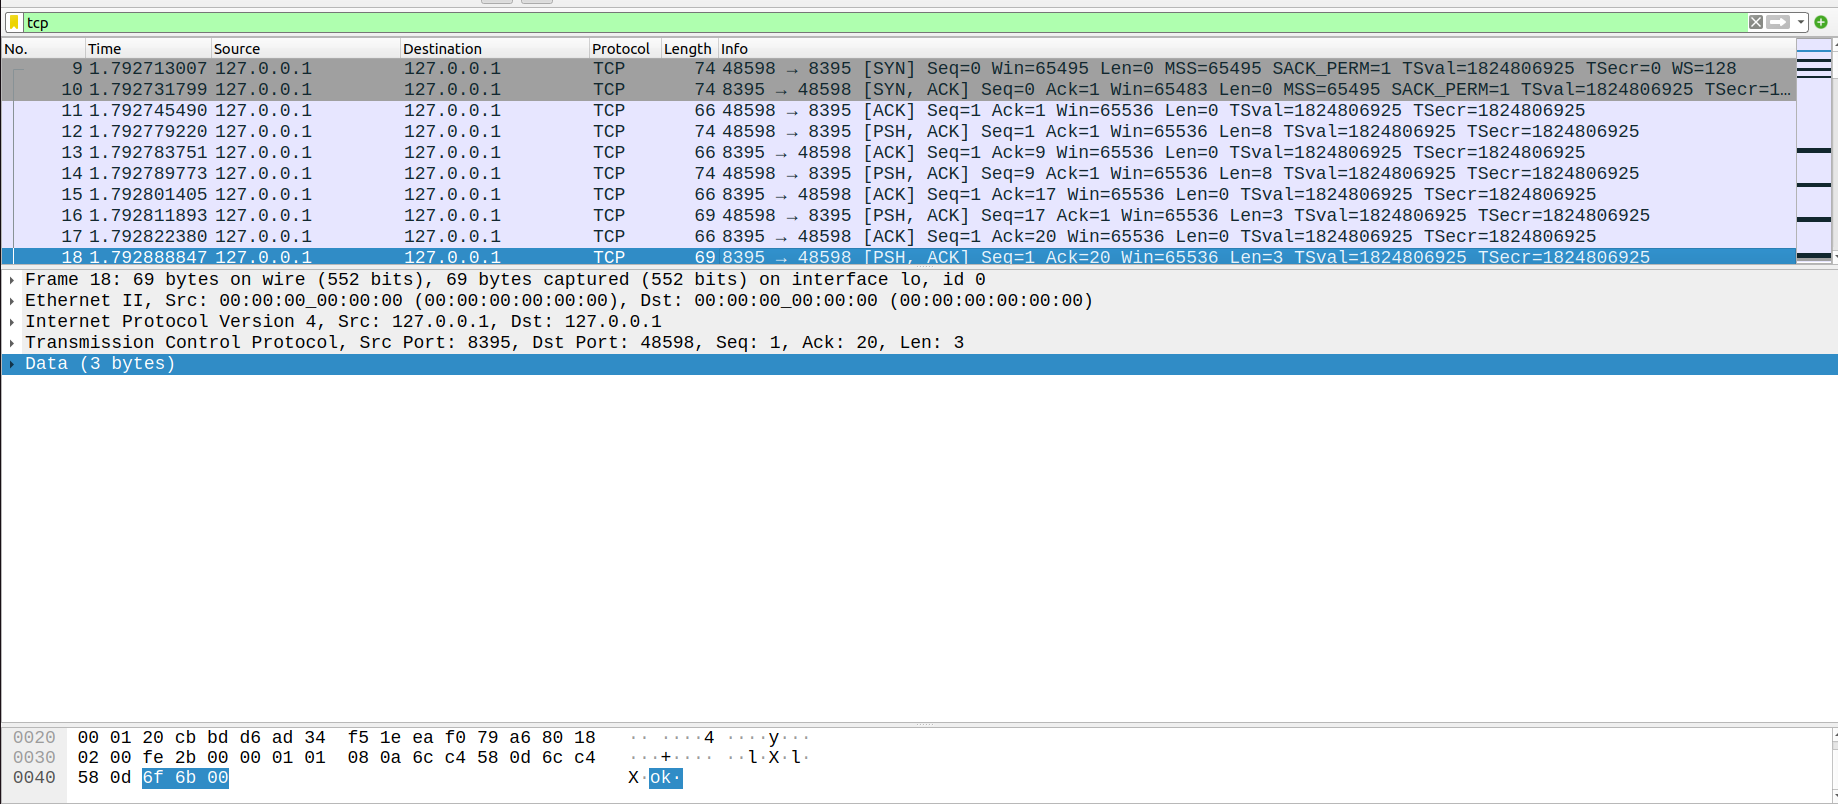 tcp
No. Time Source Destination Protocol Length Info
9 1.792713007 127.0.0.1 127.0.0.1 TCP 74 48598 → 8395 [SYN] Seq=0 Win=65495 Len=0 MSS=65495 SACK_PERM=1 TSval=1824806925 TSecr=0 WS=128
10 1.792731799 127.0.0.1 127.0.0.1 TCP 74 8395 → 48598 [SYN, ACK] Seq=0 Ack=1 Win=65483 Len=0 MSS=65495 SACK_PERM=1 TSval=1824806925 TSecr=1…
11 1.792745490 127.0.0.1 127.0.0.1 TCP 66 48598 → 8395 [ACK] Seq=1 Ack=1 Win=65536 Len=0 TSval=1824806925 TSecr=1824806925
12 1.792779220 127.0.0.1 127.0.0.1 TCP 74 48598 → 8395 [PSH, ACK] Seq=1 Ack=1 Win=65536 Len=8 TSval=1824806925 TSecr=1824806925
13 1.792783751 127.0.0.1 127.0.0.1 TCP 66 8395 → 48598 [ACK] Seq=1 Ack=9 Win=65536 Len=0 TSval=1824806925 TSecr=1824806925
14 1.792789773 127.0.0.1 127.0.0.1 TCP 74 48598 → 8395 [PSH, ACK] Seq=9 Ack=1 Win=65536 Len=8 TSval=1824806925 TSecr=1824806925
15 1.792801405 127.0.0.1 127.0.0.1 TCP 66 8395 → 48598 [ACK] Seq=1 Ack=17 Win=65536 Len=0 TSval=1824806925 TSecr=1824806925
16 1.792811893 127.0.0.1 127.0.0.1 TCP 69 48598 → 8395 [PSH, ACK] Seq=17 Ack=1 Win=65536 Len=3 TSval=1824806925 TSecr=1824806925
17 1.792822380 127.0.0.1 127.0.0.1 TCP 66 8395 → 48598 [ACK] Seq=1 Ack=20 Win=65536 Len=0 TSval=1824806925 TSecr=1824806925
18 1.792888847 127.0.0.1 127.0.0.1 TCP 69 8395 → 48598 [PSH, ACK] Seq=1 Ack=20 Win=65536 Len=3 TSval=1824806925 TSecr=1824806925
Frame 18: 69 bytes on wire (552 bits), 69 bytes captured (552 bits) on interface lo, id 0
Ethernet II, Src: 00:00:00_00:00:00 (00:00:00:00:00:00), Dst: 00:00:00_00:00:00 (00:00:00:00:00:00)
Internet Protocol Version 4, Src: 127.0.0.1, Dst: 127.0.0.1
Transmission Control Protocol, Src Port: 8395, Dst Port: 48598, Seq: 1, Ack: 20, Len: 3
Data (3 bytes)
0020 00 01 20 cb bd d6 ad 34 f5 1e ea f0 79 a6 80 18 ·· ····4 ····y···
0030 02 00 fe 2b 00 00 01 01 08 0a 6c c4 58 0d 6c c4 ···+···· ··l·X·l·
0040 58 0d 6f 6b 00 X·ok·